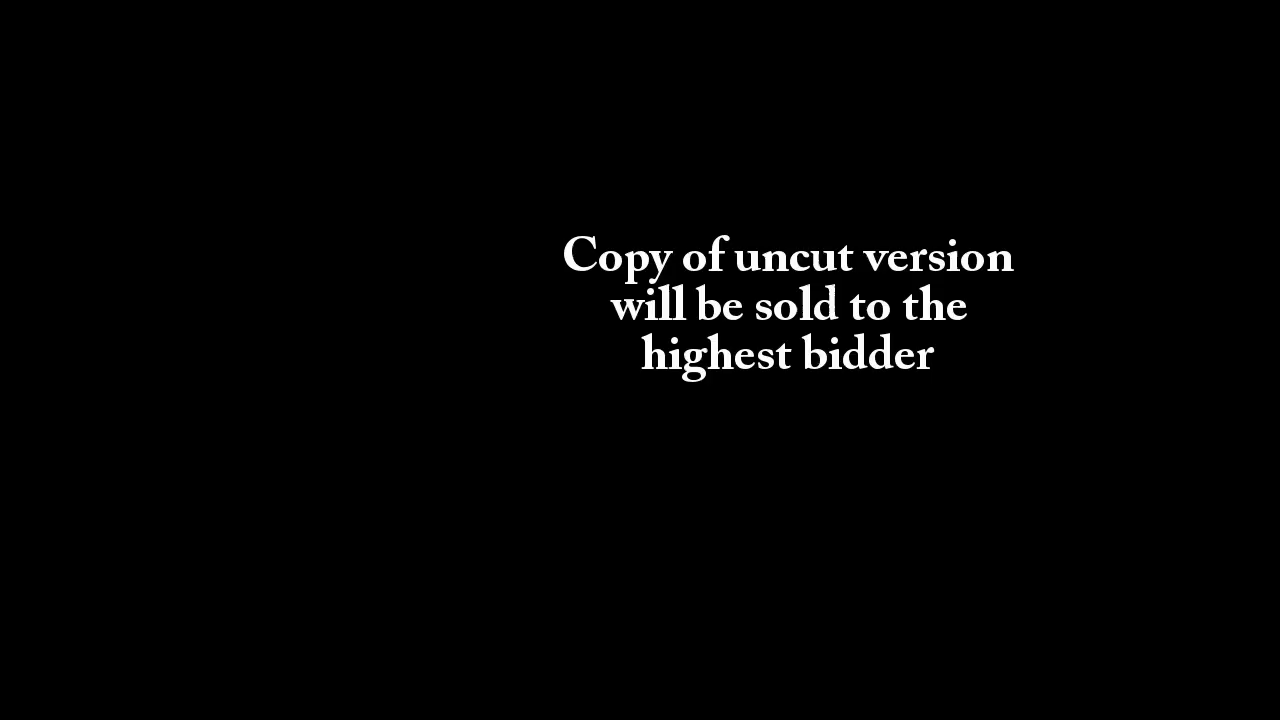 Copy of uncut version
will be sold to the
highest bidder